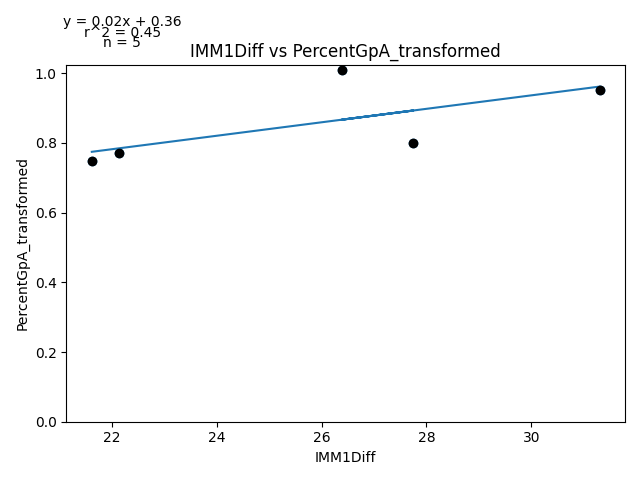 y = 0.02x + 0.36
r^2 = 0.45
n = 5
IMM1Diff vs PercentGpA_transformed
1.0
0.8
0.6
0.4
0.2
0.0
PercentGpA_transformed
22 24 26 28 30
IMM1Diff